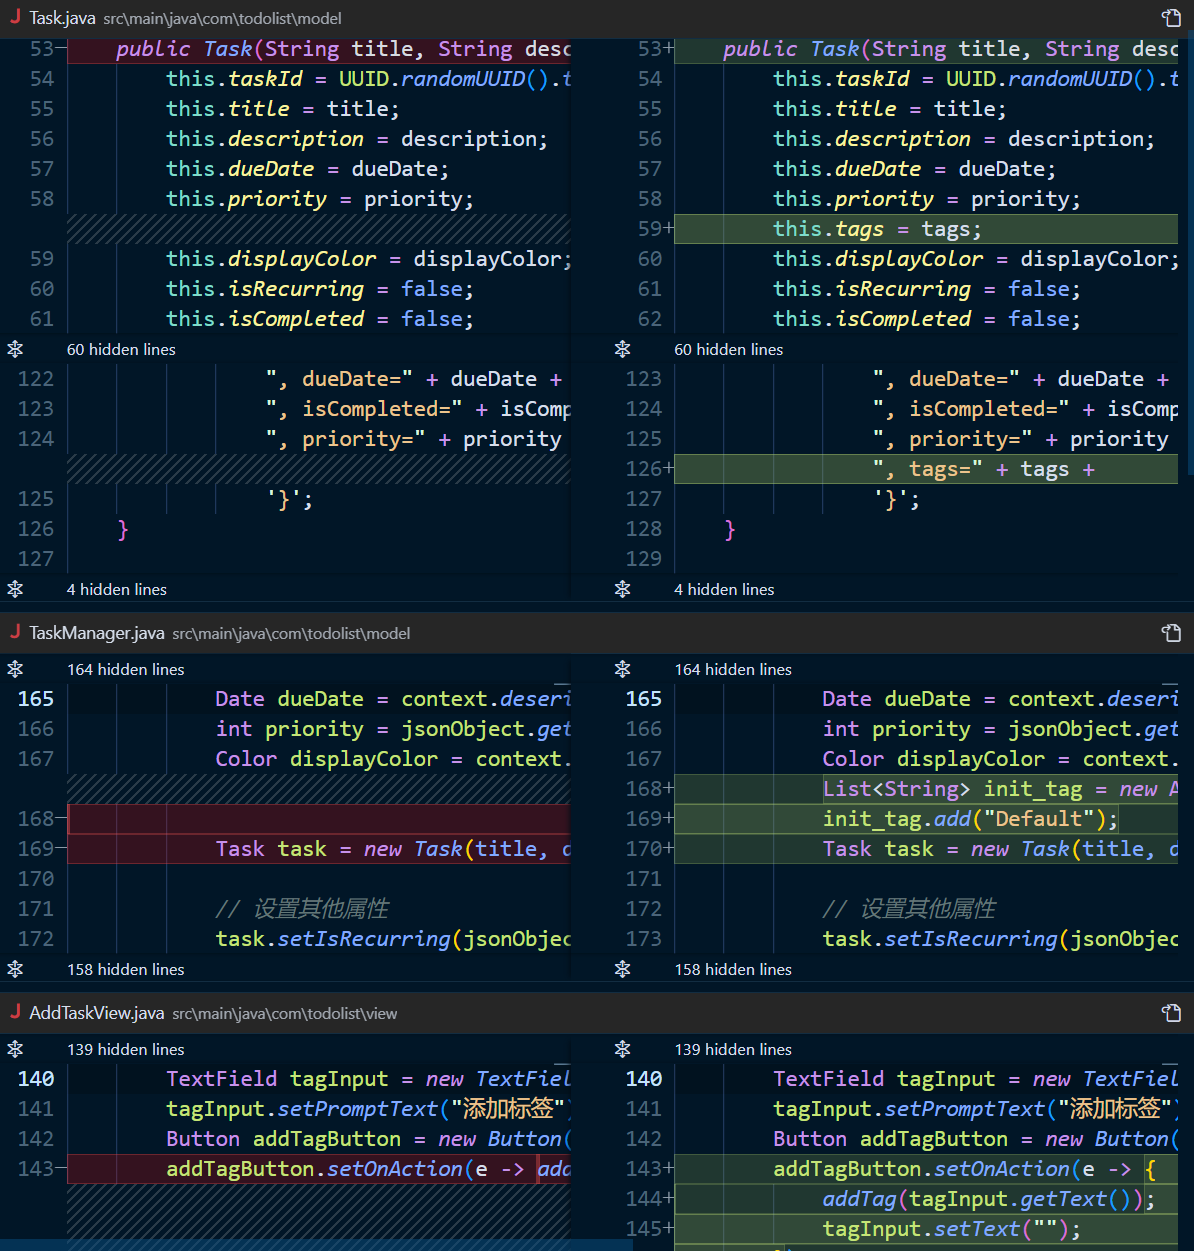 Task.java src\main\java\com\todolist\model
53- public Task(String title, String desc
54 this.taskId = UUID.randomUUID().t
55 this.title = title;
56 this.description = description;
57 this.dueDate = dueDate;
58 this.priority = priority;
59 this.displayColor = displayColor;
60 this.isRecurring = false;
61 this.isCompleted = false;
60 hidden lines
122 ", dueDate=" + dueDate +
123 ", isCompleted=" + isComp
124 ", priority=" + priority
125 '}';
126 }
127
4 hidden lines
53+ public Task(String title, String desc
54 this.taskId = UUID.randomUUID().t
55 this.title = title;
56 this.description = description;
57 this.dueDate = dueDate;
58 this.priority = priority;
59+ this.tags = tags;
60 this.displayColor = displayColor;
61 this.isRecurring = false;
62 this.isCompleted = false;
60 hidden lines
123 ", dueDate=" + dueDate +
124 ", isCompleted=" + isComp
125 ", priority=" + priority
126+ ", tags=" + tags +
127 '}';
128 }
129
4 hidden lines
TaskManager.java src\main\java\com\todolist\model
164 hidden lines
165 Date dueDate = context.deseri
166 int priority = jsonObject.get
167 Color displayColor = context.
168-
169- Task task = new Task(title, d
170
171 // 设置其他属性
172 task.setIsRecurring(jsonObjec
158 hidden lines
164 hidden lines
165 Date dueDate = context.deseri
166 int priority = jsonObject.get
167 Color displayColor = context.
168+ List<String> init_tag = new A
169+ init_tag.add("Default");
170+ Task task = new Task(title, d
171
172 // 设置其他属性
173 task.setIsRecurring(jsonObjec
158 hidden lines
AddTaskView.java src\main\java\com\todolist\view
139 hidden lines
140 TextField tagInput = new TextFiel
141 tagInput.setPromptText("添加标签")
142 Button addTagButton = new Button(
143- addTagButton.setOnAction(e -> add
139 hidden lines
140 TextField tagInput = new TextFiel
141 tagInput.setPromptText("添加标签")
142 Button addTagButton = new Button(
143+ addTagButton.setOnAction(e -> {
144+ addTag(tagInput.getText());
145+ tagInput.setText("");